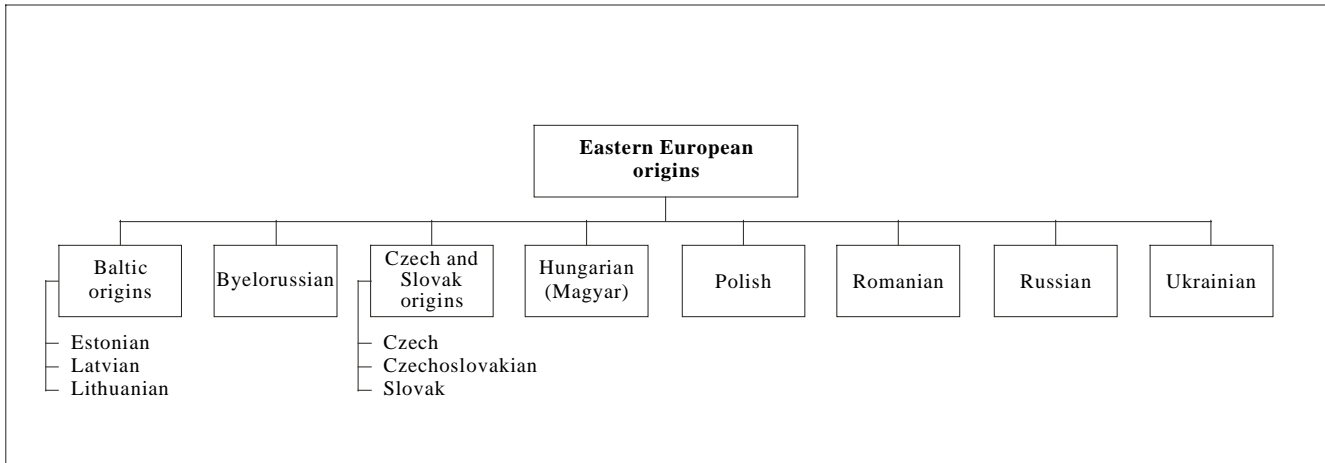 Eastern European
origins
Baltic
origins
Byelorussian
Czech and
Slovak
origins
Hungarian
(Magyar)
Polish
Romanian
Russian
Ukrainian
Estonian
Latvian
Lithuanian
Czech
Czechoslovakian
Slovak